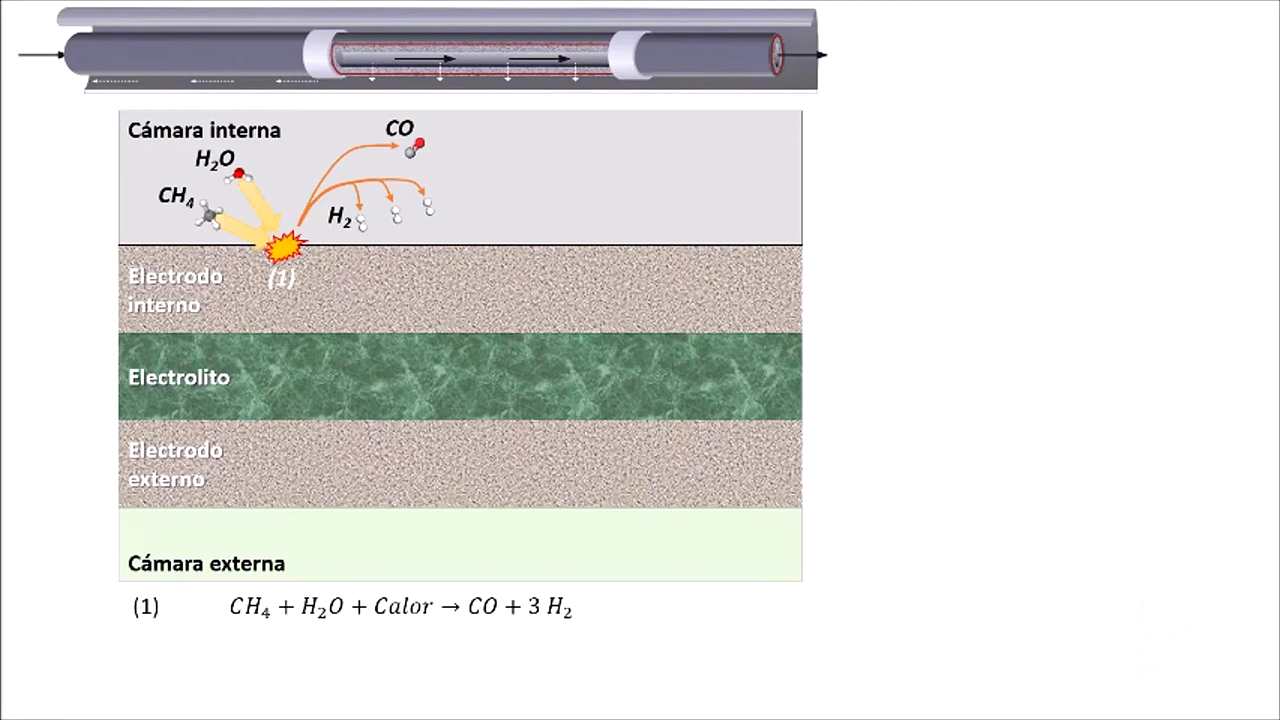 Cámara interna
CO
H₂O
CH₄
H₂
(1)
Electrodo
interno
Electrolito
Electrodo
externo
Cámara externa
(1) CH₄ + H₂O + Calor → CO + 3 H₂